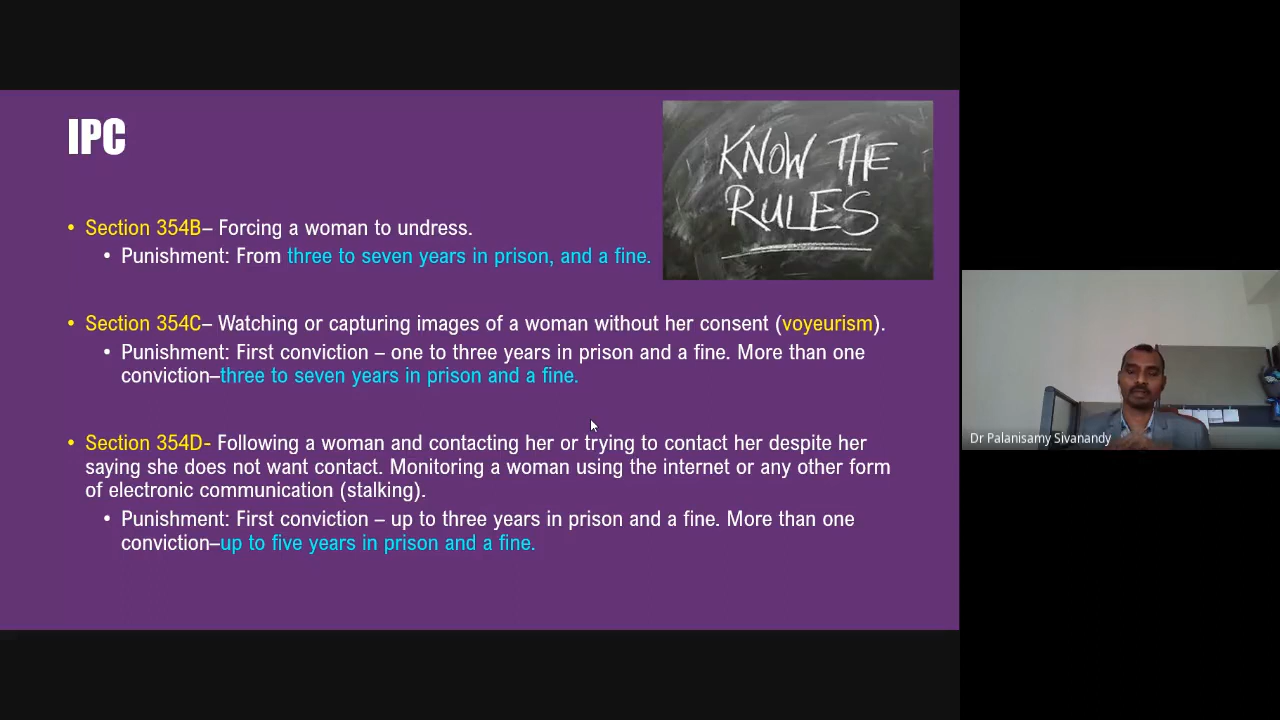 IPC
KNOW THE
RULES
• Section 354B– Forcing a woman to undress.
• Punishment: From three to seven years in prison, and a fine.
• Section 354C– Watching or capturing images of a woman without her consent (voyeurism).
• Punishment: First conviction – one to three years in prison and a fine. More than one
conviction–three to seven years in prison and a fine.
• Section 354D- Following a woman and contacting her or trying to contact her despite her
saying she does not want contact. Monitoring a woman using the internet or any other form
of electronic communication (stalking).
• Punishment: First conviction – up to three years in prison and a fine. More than one
conviction–up to five years in prison and a fine.
Dr Palanisamy Sivanandy